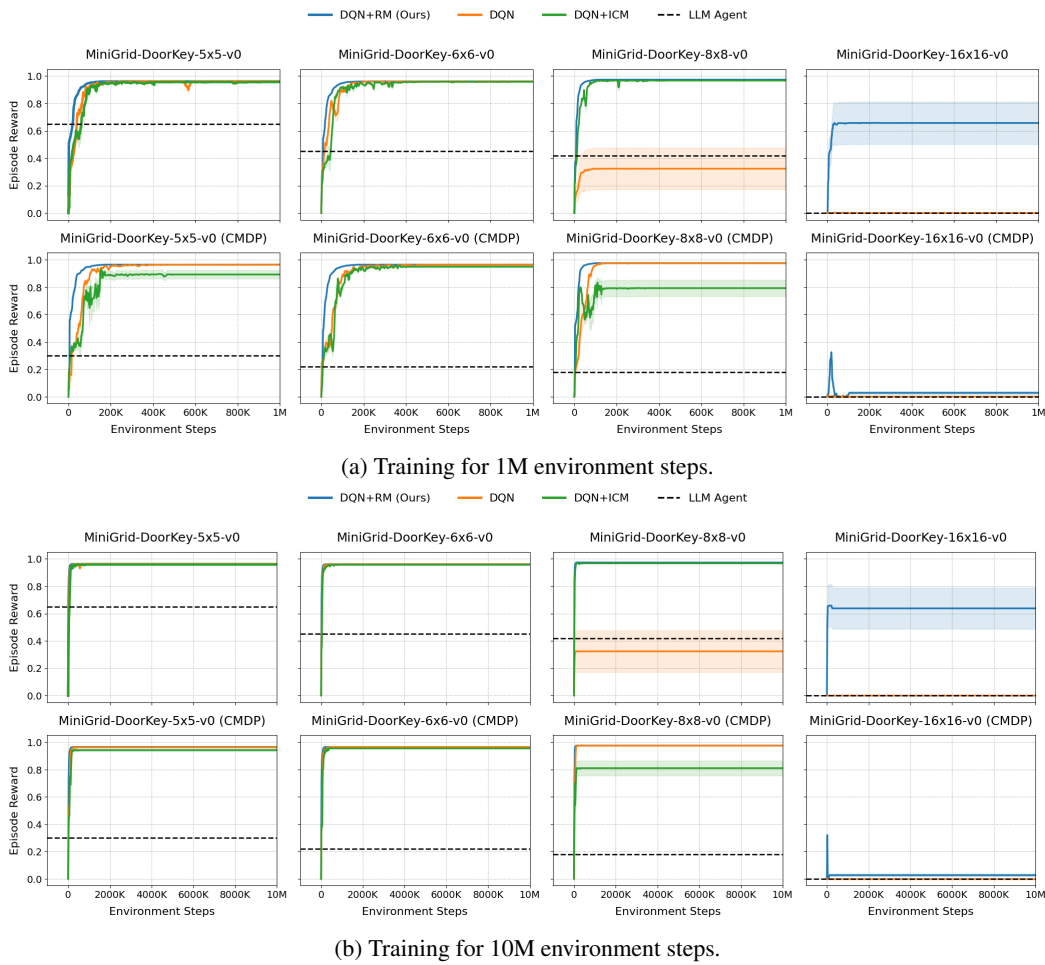 DQN+RM (Ours) DQN DQN+ICM LLM Agent
MiniGrid-DoorKey-5x5-v0 MiniGrid-DoorKey-6x6-v0 MiniGrid-DoorKey-8x8-v0 MiniGrid-DoorKey-16x16-v0
1.0
0.8
0.6
0.4
0.2
0.0
Episode Reward
MiniGrid-DoorKey-5x5-v0 (CMDP) MiniGrid-DoorKey-6x6-v0 (CMDP) MiniGrid-DoorKey-8x8-v0 (CMDP) MiniGrid-DoorKey-16x16-v0 (CMDP)
1.0
0.8
0.6
0.4
0.2
0.0
Episode Reward
0 200K 400K 600K 800K 1M 0 200K 400K 600K 800K 1M 0 200K 400K 600K 800K 1M 0 200K 400K 600K 800K 1M
Environment Steps Environment Steps Environment Steps Environment Steps
(a) Training for 1M environment steps.
DQN+RM (Ours) DQN DQN+ICM LLM Agent
MiniGrid-DoorKey-5x5-v0 MiniGrid-DoorKey-6x6-v0 MiniGrid-DoorKey-8x8-v0 MiniGrid-DoorKey-16x16-v0
1.0
0.8
0.6
0.4
0.2
0.0
Episode Reward
MiniGrid-DoorKey-5x5-v0 (CMDP) MiniGrid-DoorKey-6x6-v0 (CMDP) MiniGrid-DoorKey-8x8-v0 (CMDP) MiniGrid-DoorKey-16x16-v0 (CMDP)
1.0
0.8
0.6
0.4
0.2
0.0
Episode Reward
0 2000K 4000K 6000K 8000K 10M 0 2000K 4000K 6000K 8000K 10M 0 2000K 4000K 6000K 8000K 10M 0 2000K 4000K 6000K 8000K 10M
Environment Steps Environment Steps Environment Steps Environment Steps
(b) Training for 10M environment steps.